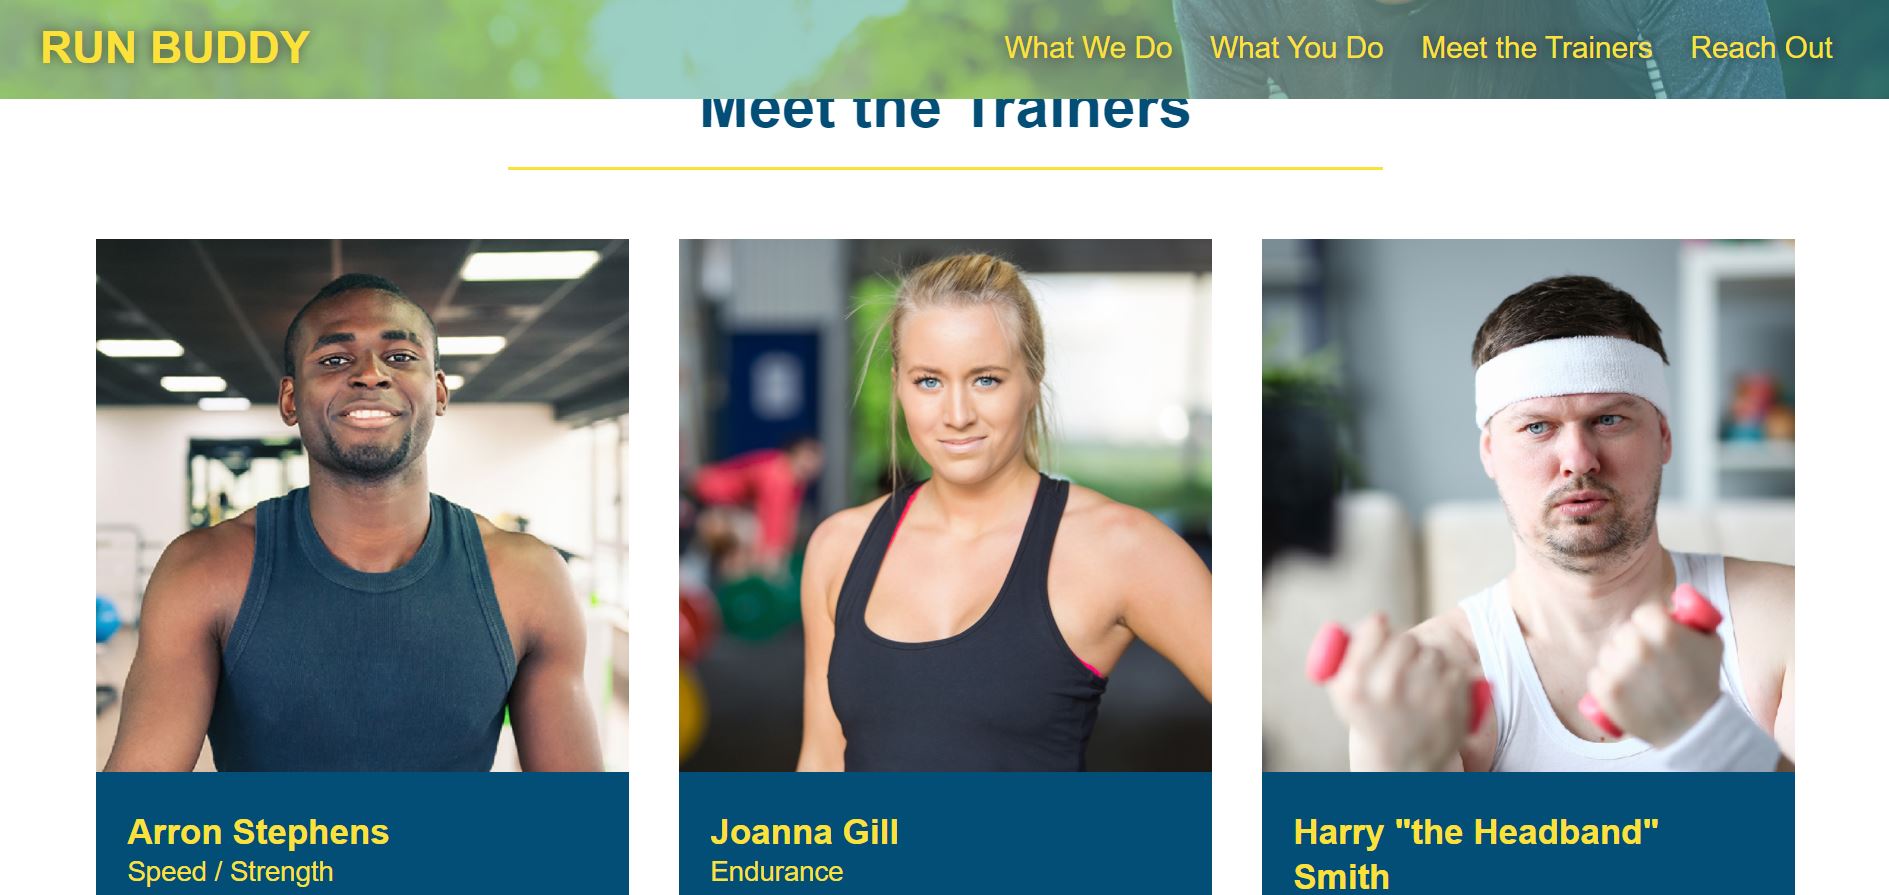 RUN BUDDY
What We Do
What You Do
Meet the Trainers
Reach Out
Meet the Trainers
Arron Stephens
Speed / Strength
Joanna Gill
Endurance
Harry "the Headband"
Smith